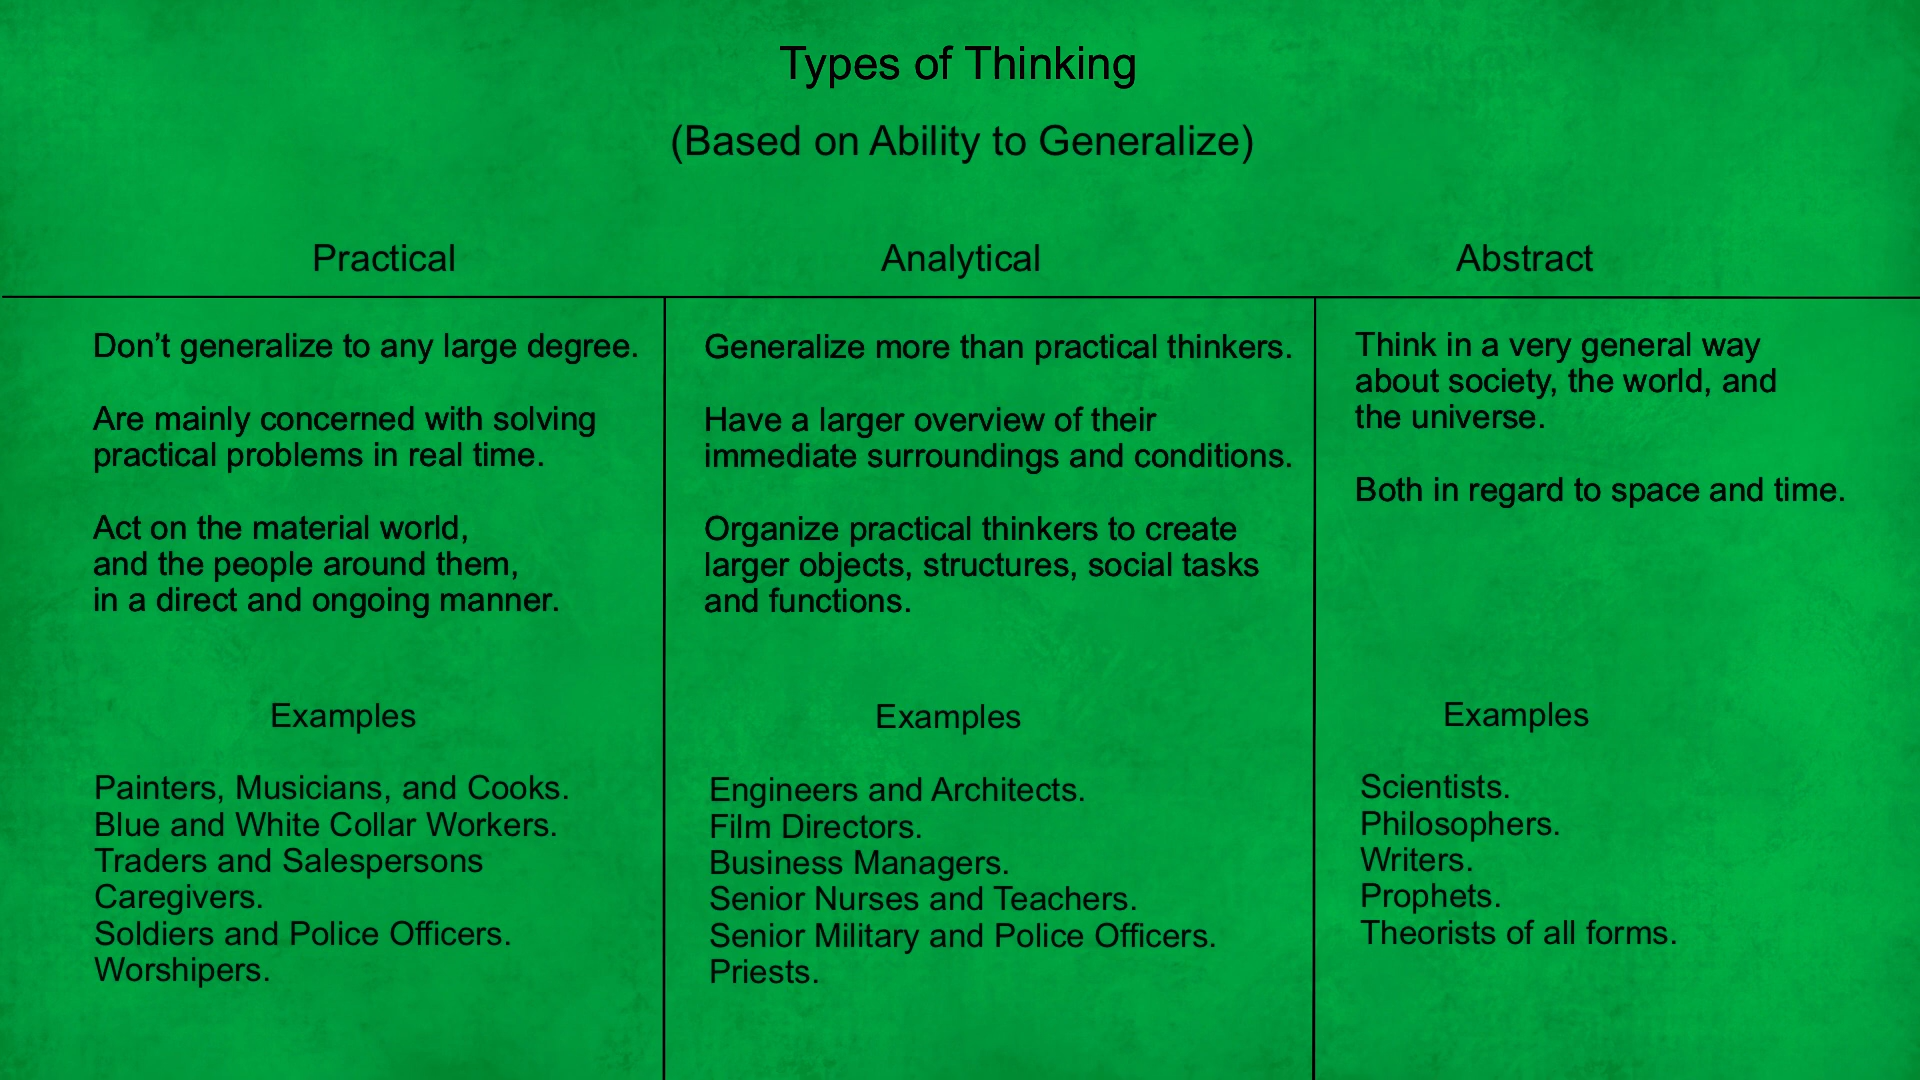 Types of Thinking
(Based on Ability to Generalize)
Practical
Don’t generalize to any large degree.
Are mainly concerned with solving
practical problems in real time.
Act on the material world,
and the people around them,
in a direct and ongoing manner.
Examples
Painters, Musicians, and Cooks.
Blue and White Collar Workers.
Traders and Salespersons
Caregivers.
Soldiers and Police Officers.
Worshipers.
Analytical
Generalize more than practical thinkers.
Have a larger overview of their
immediate surroundings and conditions.
Organize practical thinkers to create
larger objects, structures, social tasks
and functions.
Examples
Engineers and Architects.
Film Directors.
Business Managers.
Senior Nurses and Teachers.
Senior Military and Police Officers.
Priests.
Abstract
Think in a very general way
about society, the world, and
the universe.
Both in regard to space and time.
Examples
Scientists.
Philosophers.
Writers.
Prophets.
Theorists of all forms.